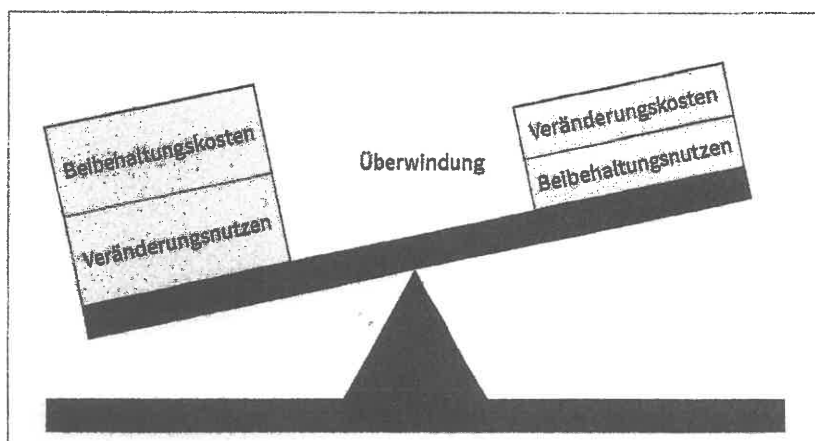 Beibehaltungskosten
Veränderungsnutzen
Überwindung
Veränderungskosten
Beibehaltungsnutzen